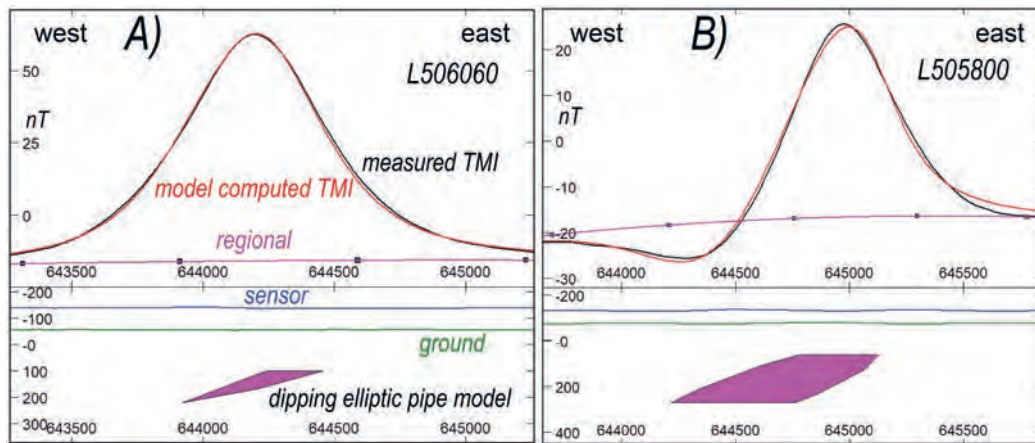 west A) east
L506060
50
nT
25
measured TMI
model computed TMI
0
regional
643500 644000 644500 645000
-200
sensor
-100
-0
ground
100
dipping elliptic pipe model
200
300
643500 644000 644500 645000
west B) east
20
L505800
10
nT
0
-10
-20
-30
644000 644500 645000 645500
-200
-0
200
400
644000 644500 645000 645500